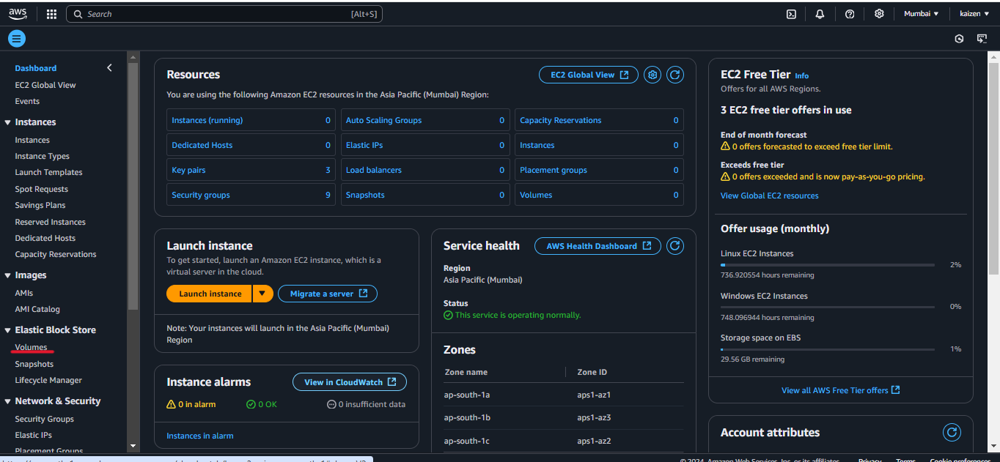 aws
Search [Alt+S]
Mumbai ▼ kaizen ▼
Dashboard
EC2 Global View
Events
Instances
Instances
Instance Types
Launch Templates
Spot Requests
Savings Plans
Reserved Instances
Dedicated Hosts
Capacity Reservations
Images
AMIs
AMI Catalog
Elastic Block Store
Volumes
Snapshots
Lifecycle Manager
Network & Security
Security Groups
Elastic IPs
Placement Groups
Resources
EC2 Global View
You are using the following Amazon EC2 resources in the Asia Pacific (Mumbai) Region:
Instances (running) 0 Auto Scaling Groups 0 Capacity Reservations 0
Dedicated Hosts 0 Elastic IPs 0 Instances 0
Key pairs 3 Load balancers 0 Placement groups 0
Security groups 9 Snapshots 0 Volumes 0
Launch instance
To get started, launch an Amazon EC2 instance, which is a
virtual server in the cloud.
Launch instance Migrate a server
Note: Your instances will launch in the Asia Pacific (Mumbai)
Region
Instance alarms View in CloudWatch
0 in alarm 0 OK 0 insufficient data
Instances in alarm
Service health AWS Health Dashboard
Region
Asia Pacific (Mumbai)
Status
This service is operating normally.
Zones
Zone name Zone ID
ap-south-1a aps1-az1
ap-south-1b aps1-az3
ap-south-1c aps1-az2
EC2 Free Tier Info
Offers for all AWS Regions.
3 EC2 free tier offers in use
End of month forecast
0 offers forecasted to exceed free tier limit.
Exceeds free tier
0 offers exceeded and is now pay-as-you-go pricing.
View Global EC2 resources
Offer usage (monthly)
Linux EC2 Instances
2%
736.920554 hours remaining
Windows EC2 Instances
0%
748.096944 hours remaining
Storage space on EBS
1%
29.56 GB remaining
View all AWS Free Tier offers
Account attributes
© 2024, Amazon Web Services, Inc. or its affiliates. Privacy Terms Cookie preferences